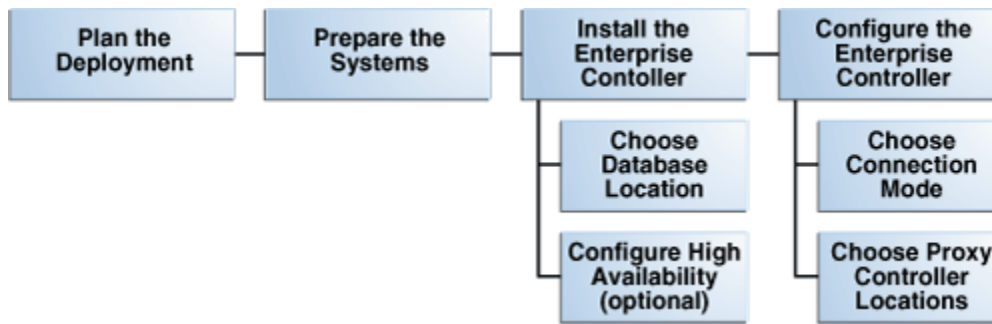 Plan the
Deployment
Prepare the
Systems
Install the
Enterprise
Contoller
Configure the
Enterprise
Controller
Choose
Database
Location
Choose
Connection
Mode
Configure High
Availability
(optional)
Choose Proxy
Controller
Locations